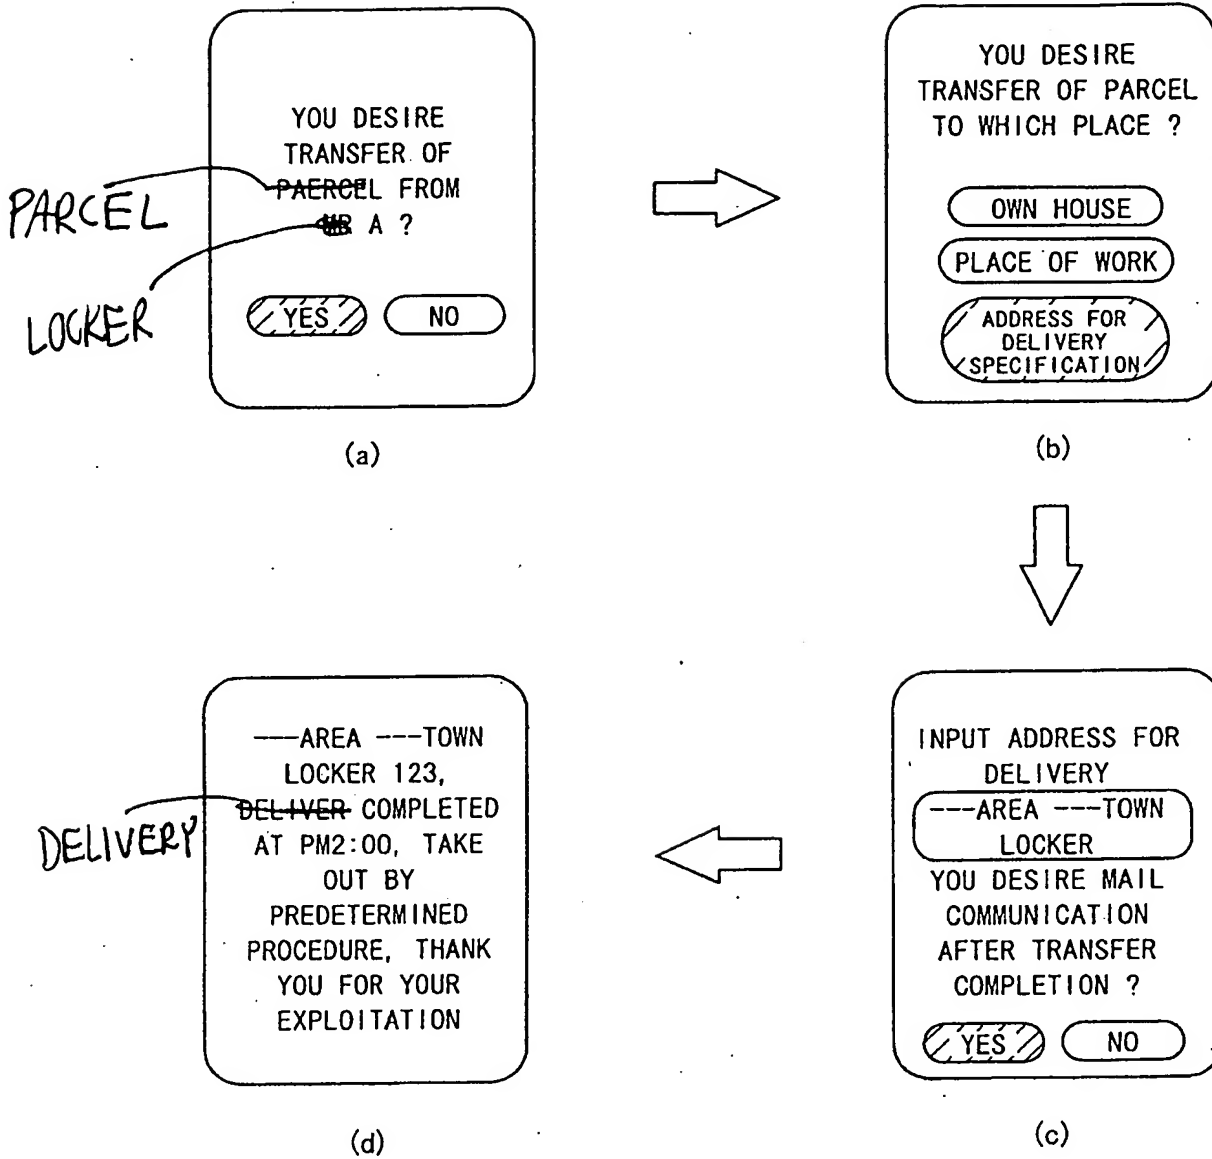 YOU DESIRE
TRANSFER OF
PAERCEL FROM
A ?
YES
NO
PARCEL
LOCKER
(a)
YOU DESIRE
TRANSFER OF PARCEL
TO WHICH PLACE ?
OWN HOUSE
PLACE OF WORK
ADDRESS FOR
DELIVERY
SPECIFICATION
(b)
INPUT ADDRESS FOR
DELIVERY
---AREA ---TOWN
LOCKER
YOU DESIRE MAIL
COMMUNICATION
AFTER TRANSFER
COMPLETION ?
YES
NO
(c)
---AREA ---TOWN
LOCKER 123,
DELIVER COMPLETED
AT PM2:00, TAKE
OUT BY
PREDETERMINED
PROCEDURE, THANK
YOU FOR YOUR
EXPLOITATION
DELIVERY
(d)